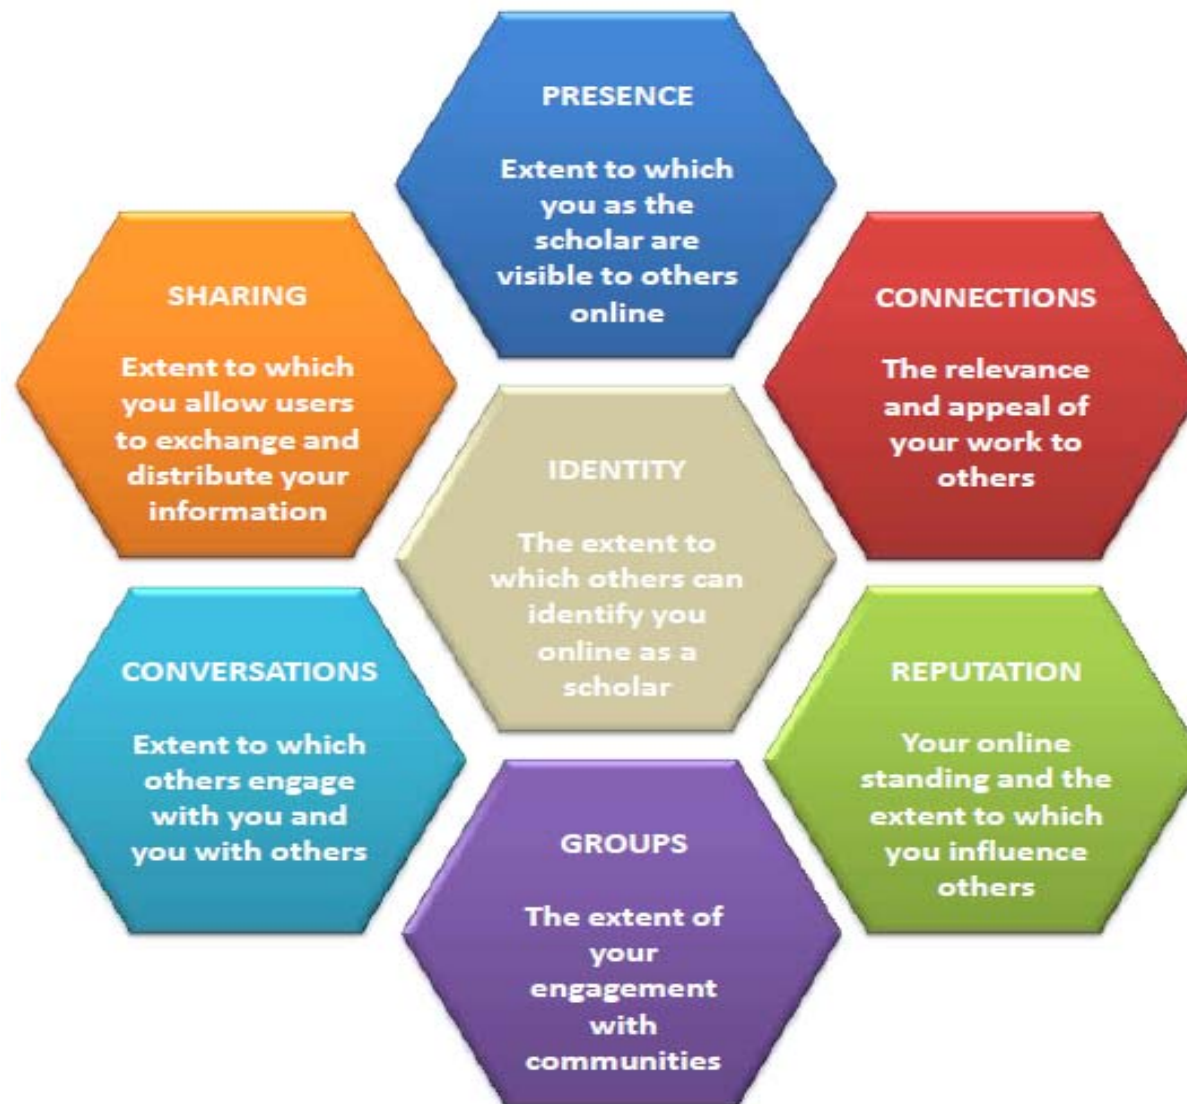 PRESENCE
Extent to which
you as the
scholar are
visible to others
online
SHARING
Extent to which
you allow users
to exchange and
distribute your
information
CONNECTIONS
The relevance
and appeal of
your work to
others
IDENTITY
The extent to
which others can
identify you
online as a
scholar
CONVERSATIONS
Extent to which
others engage
with you and
you with others
REPUTATION
Your online
standing and the
extent to which
you influence
others
GROUPS
The extent of
your
engagement
with
communities